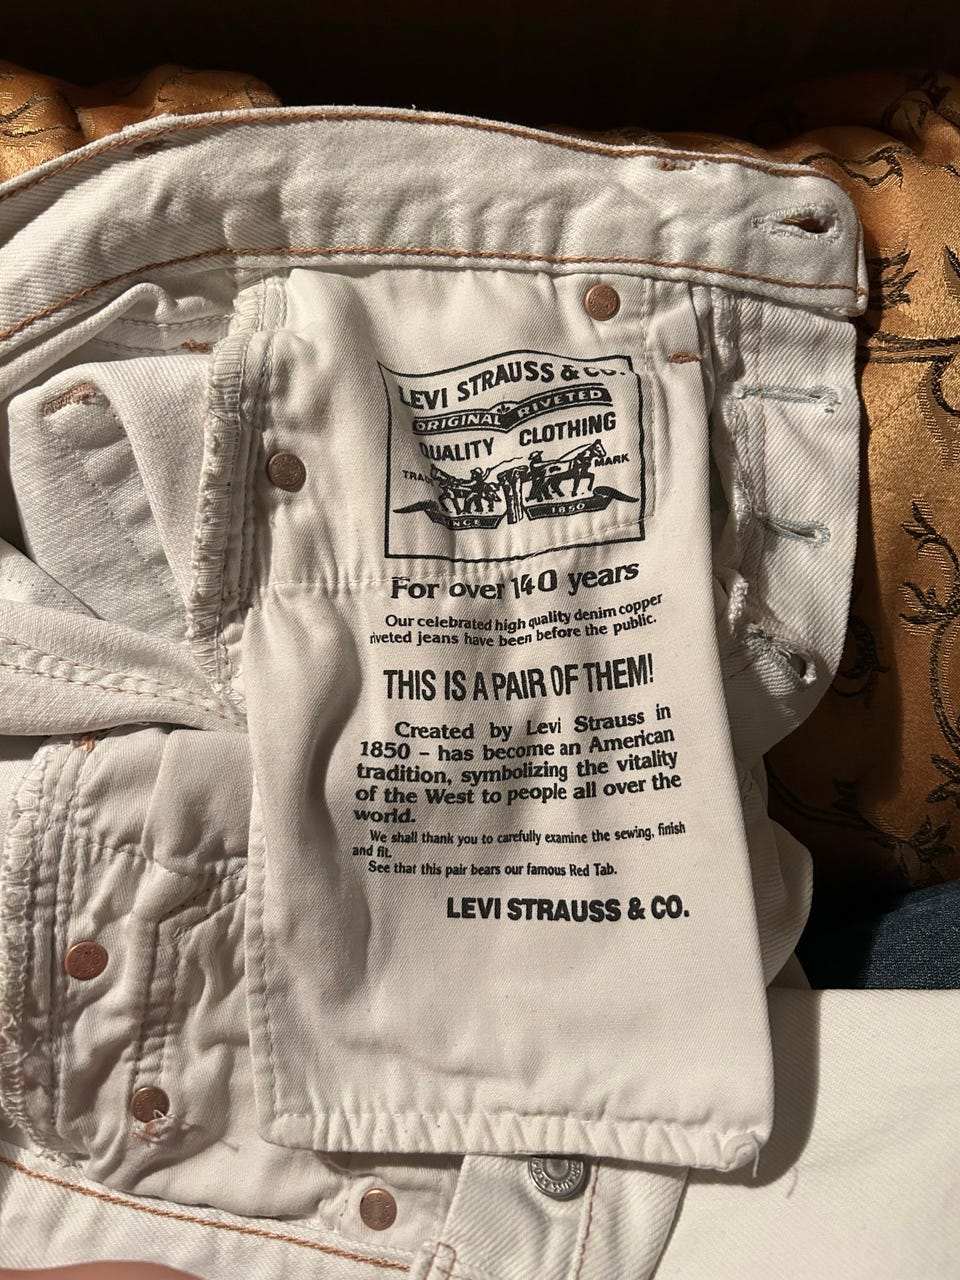 LEVI STRAUSS & CO.
ORIGINAL RIVETED
QUALITY CLOTHING
TRADE MARK
SINCE 1850
For over 140 years
Our celebrated high quality denim copper
riveted jeans have been before the public.
THIS IS A PAIR OF THEM!
Created by Levi Strauss in
1850 – has become an American
tradition, symbolizing the vitality
of the West to people all over the
world.
We shall thank you to carefully examine the sewing, finish
and fit.
See that this pair bears our famous Red Tab.
LEVI STRAUSS & CO.